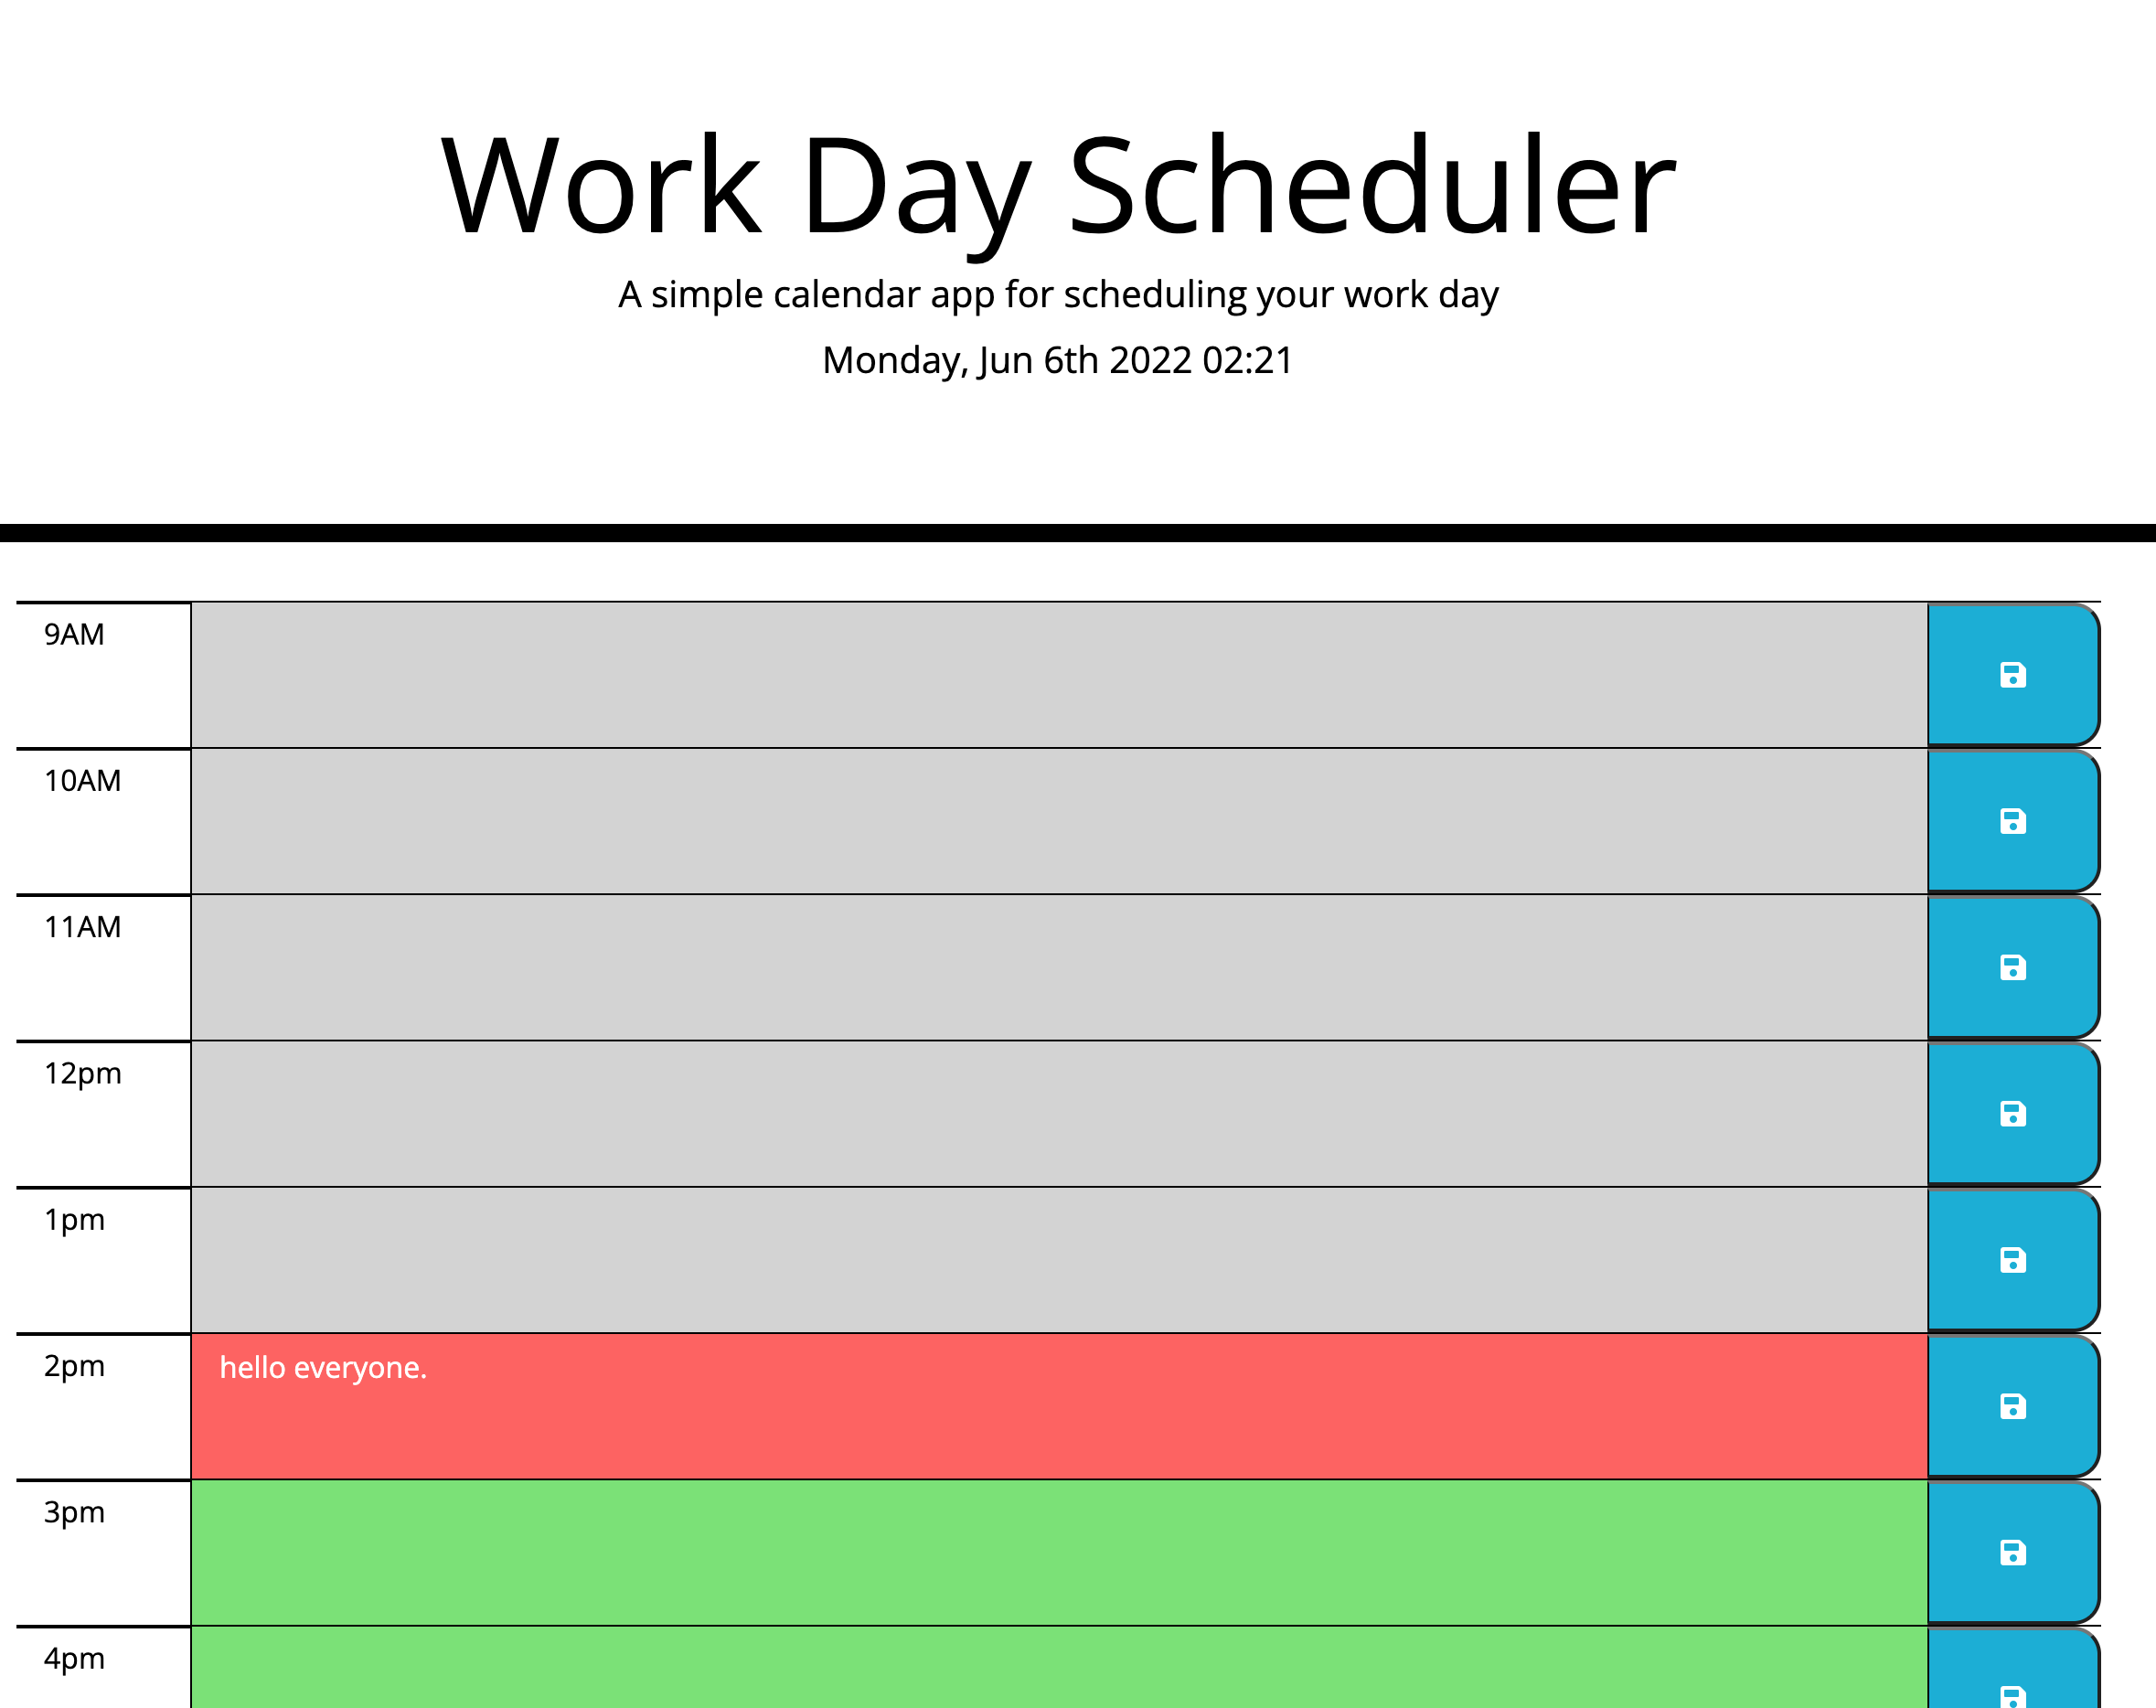 Work Day Scheduler
A simple calendar app for scheduling your work day
Monday, Jun 6th 2022 02:21
9AM
10AM
11AM
12pm
1pm
2pm hello everyone.
3pm
4pm